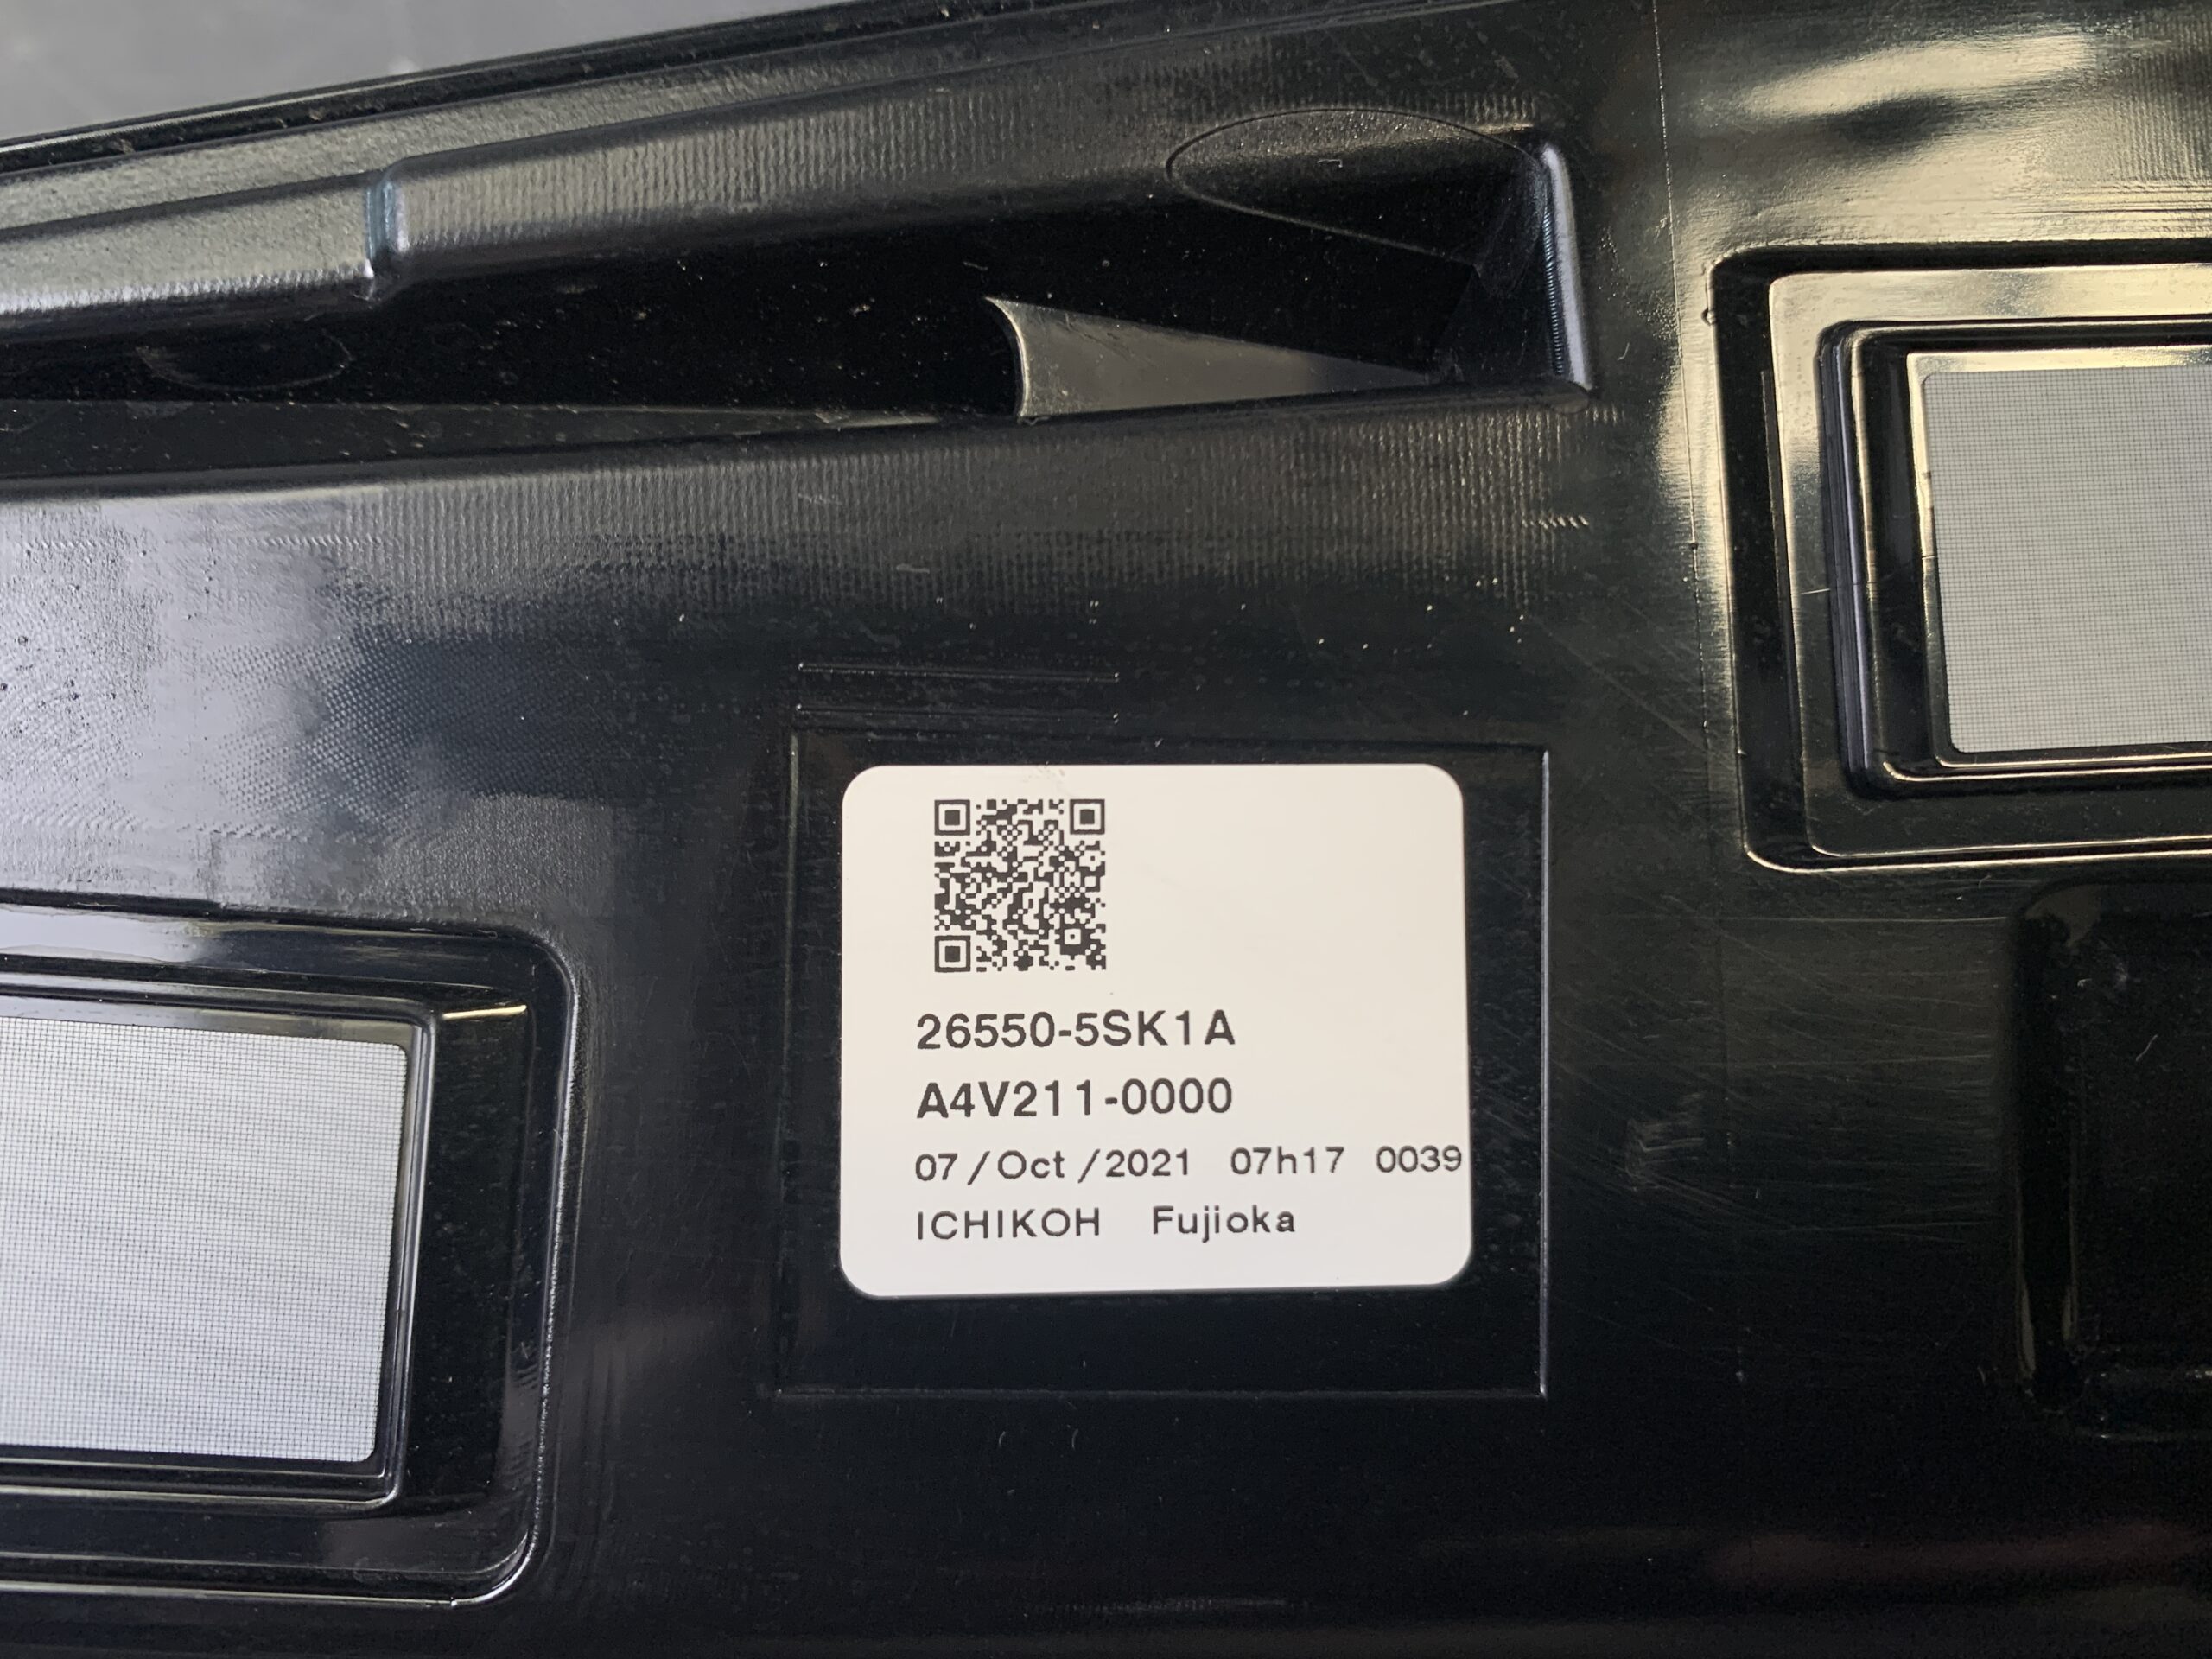 26550-5SK1A
A4V211-0000
07/Oct/2021 07h17 0039
ICHIKOH Fujioka